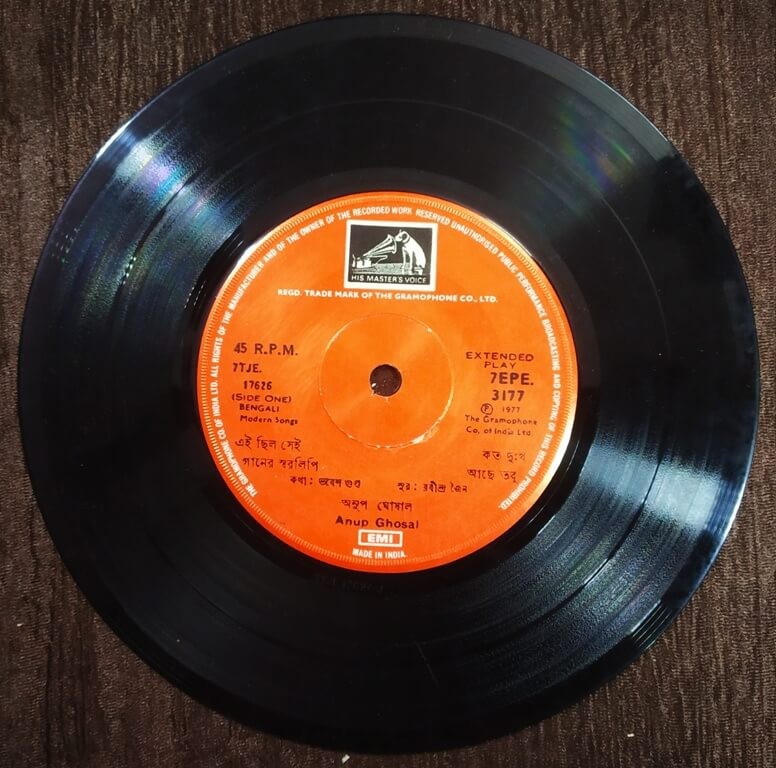 THE GRAMOPHONE CO. OF INDIA LTD. ALL RIGHTS OF THE MANUFACTURER AND OF THE OWNER OF THE RECORDED WORK RESERVED UNAUTHORISED PUBLIC PERFORMANCE BROADCASTING AND COPYING OF THIS RECORD PROHIBITED.
HIS MASTER'S VOICE
REGD. TRADE MARK OF THE GRAMOPHONE CO., LTD.
45 R.P.M.
7TJE.
17626
(SIDE ONE)
BENGALI
Modern Songs
EXTENDED
PLAY
7EPE.
3177
Ⓟ 1977
The Gramophone
Co. of India Ltd.
এই ছিল সেই
গানের স্বরলিপি
কত দুঃখ
আছে তবু
কথা : ভবেশ গুপ্ত সুর : রবীন্দ্র জৈন
অনুপ ঘোষাল
Anup Ghosal
EMI
MADE IN INDIA.